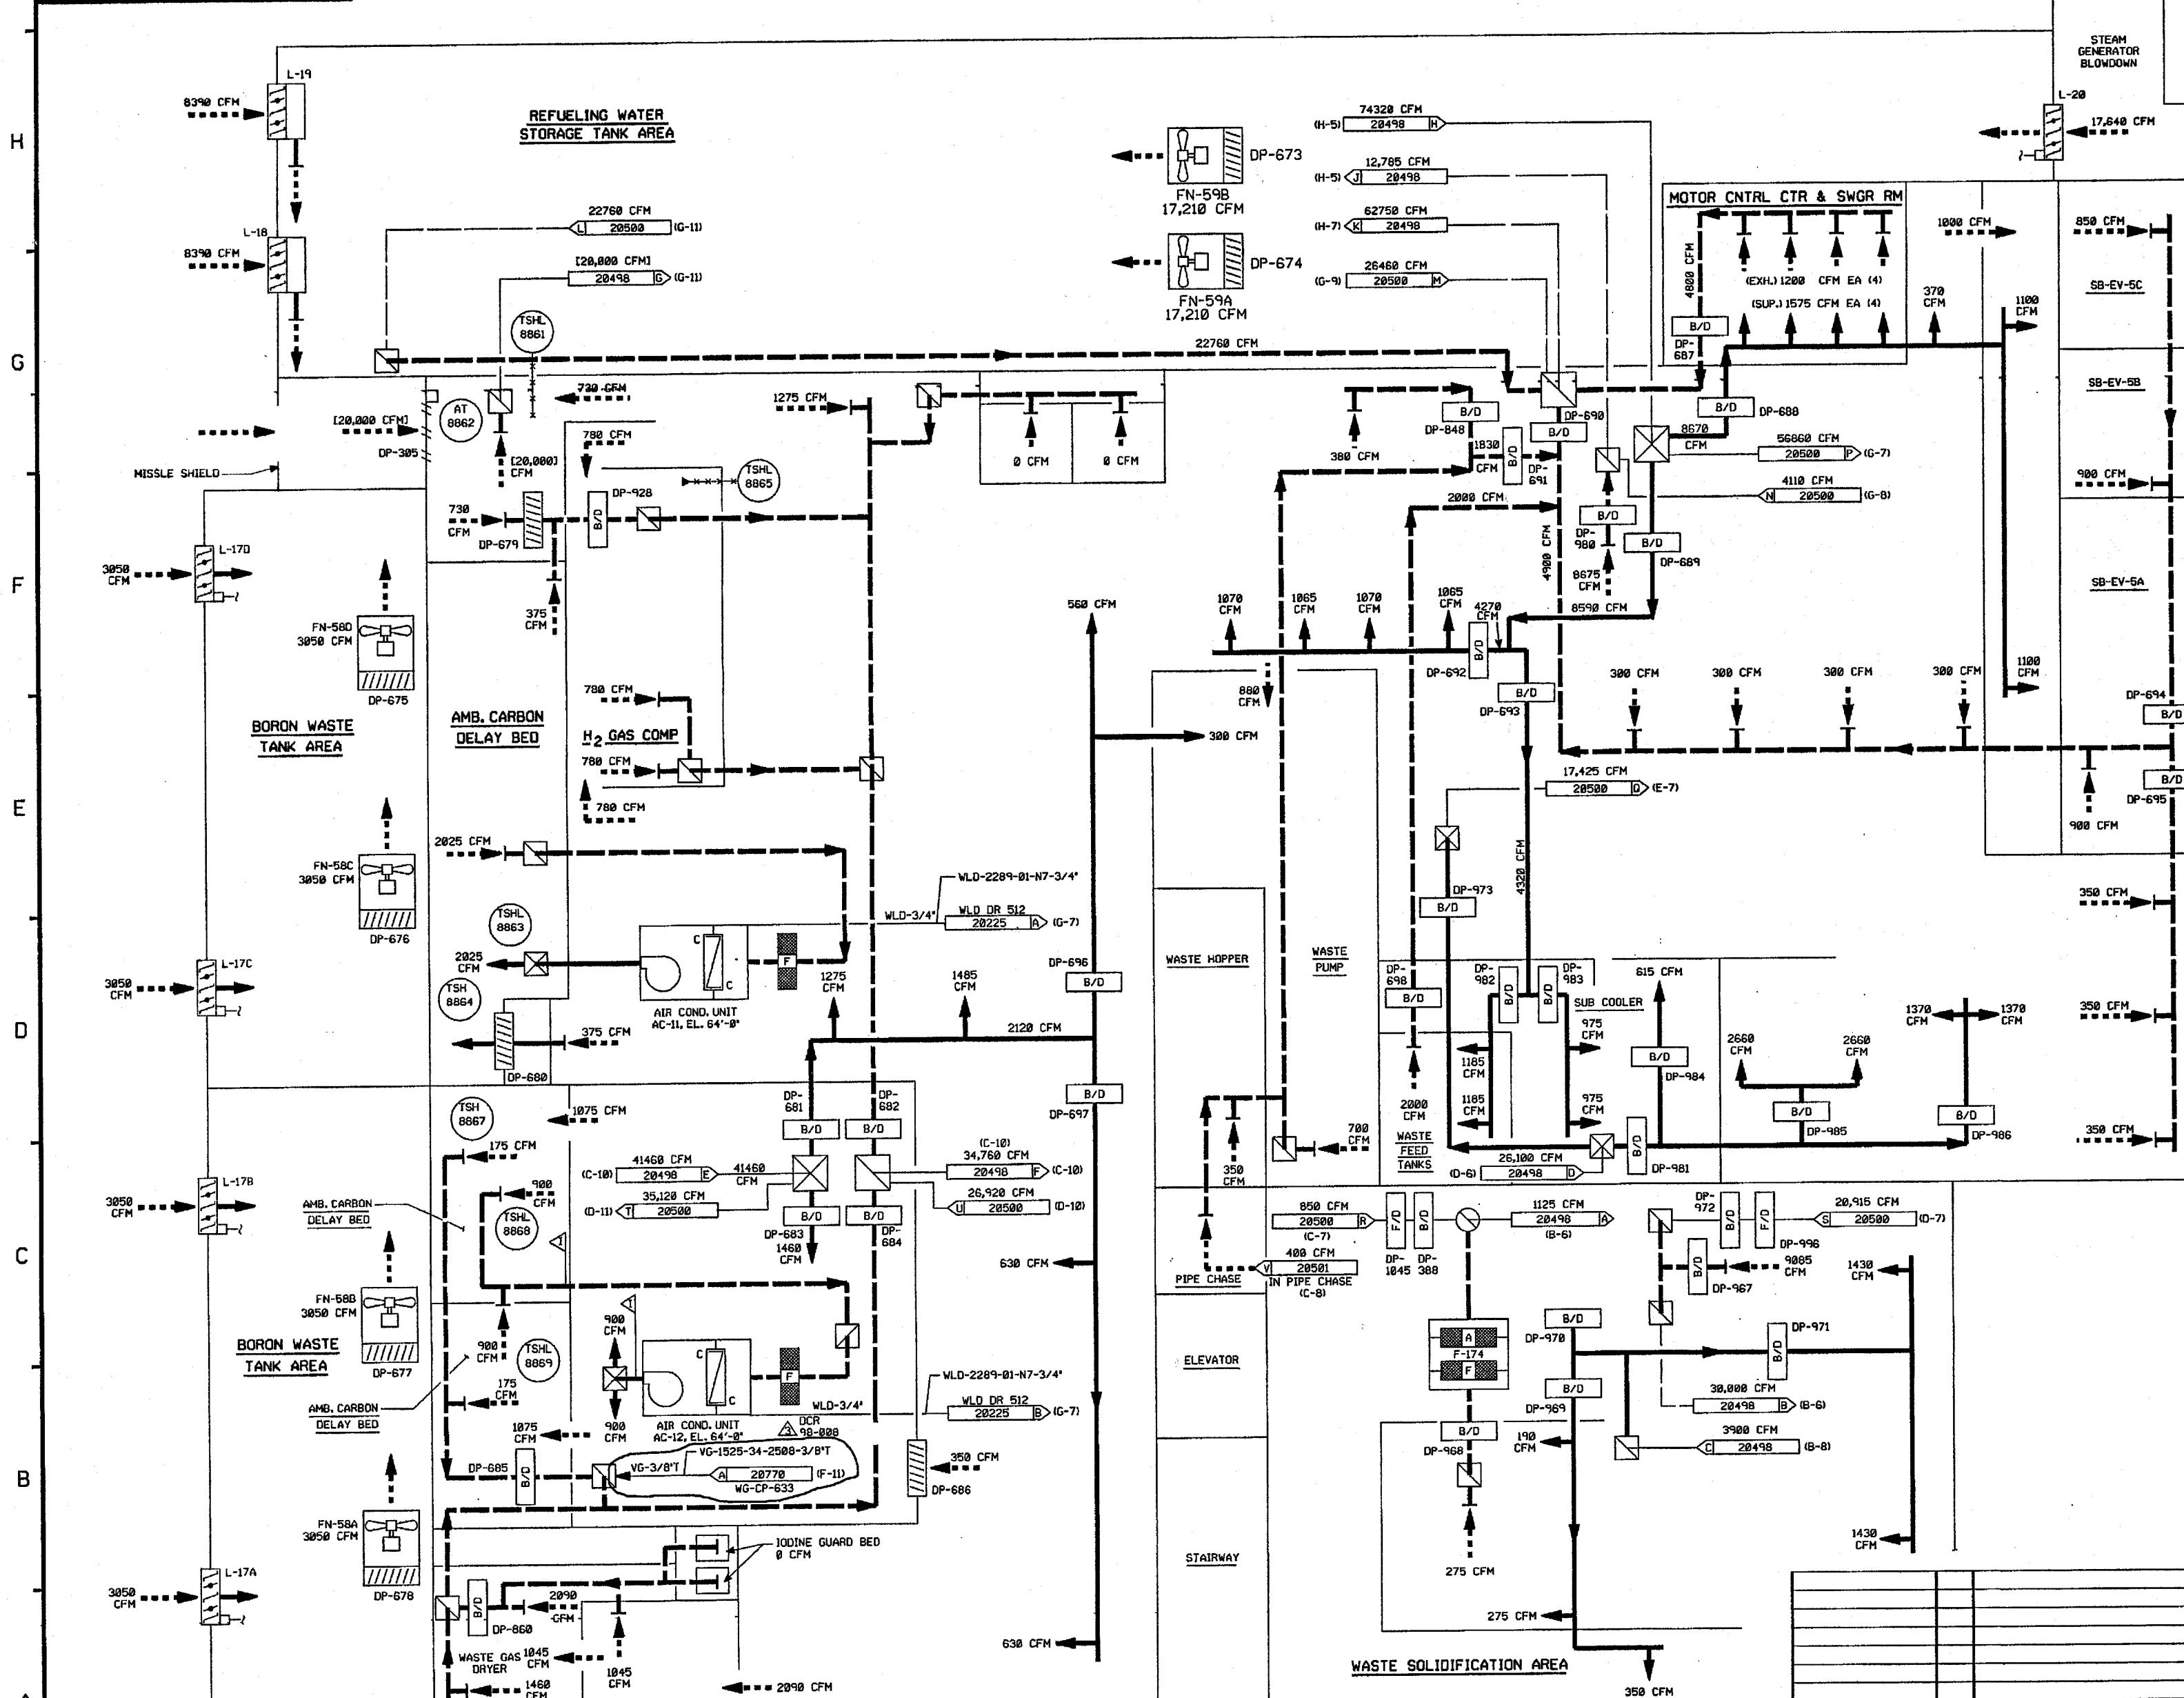 STEAM
GENERATOR
BLOWDOWN
L-19
8390 CFM
REFUELING WATER
STORAGE TANK AREA
L-20
17,640 CFM
H
74320 CFM
(H-5) 20498 H
DP-673
FN-59B
17,210 CFM
12,785 CFM
(H-5) J 20498
MOTOR CNTRL CTR & SWGR RM
22760 CFM
L 20500 (G-11)
62750 CFM
(H-7) K 20498
1000 CFM
850 CFM
L-18
8390 CFM
[20,000 CFM]
20498 G (G-11)
DP-674
FN-59A
17,210 CFM
26460 CFM
(G-9) 20500 M
4800 CFM
(EXH.) 1200 CFM EA (4)
(SUP.) 1575 CFM EA (4)
370
CFM
1100
CFM
SB-EV-5C
TSHL
8861
B/D
DP-
687
G
22760 CFM
SB-EV-5B
730 CFM
1275 CFM
AT
8862
[20,000 CFM]
DP-305
[20,000]
CFM
780 CFM
0 CFM
0 CFM
380 CFM
B/D
DP-848
1830
CFM
B/D
DP-
691
DP-690
B/D
B/D
DP-688
8670
CFM
56860 CFM
20500 P (G-7)
MISSLE SHIELD
TSHL
8865
4110 CFM
N 20500 (G-8)
900 CFM
730
CFM
DP-679
B/D
DP-928
2000 CFM
B/D
DP-
980
B/D
DP-689
4900 CFM
L-17D
3050
CFM
F
375
CFM
8675
CFM
SB-EV-5A
FN-58D
3050 CFM
DP-675
560 CFM
1070
CFM
1065
CFM
1070
CFM
1065
CFM
4270
CFM
8590 CFM
B/D
DP-692
880
CFM
B/D
DP-693
300 CFM
300 CFM
300 CFM
300 CFM
1100
CFM
780 CFM
DP-694
B/D
BORON WASTE
TANK AREA
AMB. CARBON
DELAY BED
H2 GAS COMP
780 CFM
300 CFM
17,425 CFM
20500 Q (E-7)
B/D
DP-695
E
780 CFM
900 CFM
2025 CFM
FN-58C
3050 CFM
DP-676
4320 CFM
WLD-2289-01-N7-3/4"
DP-973
B/D
350 CFM
TSHL
8863
WLD-3/4"
WLD DR 512
20225 A (G-7)
2025
CFM
C
C
F
TSH
8864
AIR COND. UNIT
AC-11, EL. 64'-0"
1275
CFM
1485
CFM
DP-696
B/D
WASTE HOPPER
WASTE
PUMP
DP-
698
B/D
DP-
982
B/D
B/D
DP-
983
SUB COOLER
615 CFM
L-17C
3050
CFM
D
375 CFM
DP-680
2120 CFM
975
CFM
1185
CFM
B/D
DP-984
2660
CFM
2660
CFM
1370
CFM
1370
CFM
350 CFM
TSH
8867
1075 CFM
DP-
681
B/D
DP-
682
B/D
B/D
DP-697
2000
CFM
1185
CFM
975
CFM
B/D
DP-985
B/D
DP-986
175 CFM
700
CFM
WASTE
FEED
TANKS
350 CFM
41460 CFM
(C-10) 20498 E
41460
CFM
(C-10)
34,760 CFM
20498 F (C-10)
350
CFM
26,100 CFM
(D-6) 20498 D
B/D
DP-981
L-17B
3050
CFM
AMB. CARBON
DELAY BED
900
CFM
TSHL
8868
1
35,120 CFM
(D-11) T 20500
26,920 CFM
U 20500 (D-10)
B/D
DP-683
1460
CFM
B/D
DP-
684
850 CFM
20500 R
(C-7)
F/D
DP-
1045
B/D
DP-
388
1125 CFM
20498 A
(B-6)
DP-
972
B/D
F/D
DP-996
20,915 CFM
S 20500 (D-7)
C
630 CFM
PIPE CHASE
400 CFM
V 20501
IN PIPE CHASE
(C-8)
B/D
DP-967
9085
CFM
1430
CFM
FN-58B
3050 CFM
DP-677
1
900
CFM
BORON WASTE
TANK AREA
900
CFM
TSHL
8869
C
C
F
ELEVATOR
A
F-174
F
B/D
DP-970
DP-971
B/D
WLD-2289-01-N7-3/4"
WLD-3/4"
WLD DR 512
20225 B (G-7)
175
CFM
B/D
DP-969
30,000 CFM
20498 B (B-6)
AMB. CARBON
DELAY BED
1075
CFM
900
CFM
AIR COND. UNIT
AC-12, EL. 64'-0"
3
DCR
98-008
B/D
DP-968
190
CFM
3900 CFM
C 20498 (B-8)
VG-1525-34-2508-3/8"T
DP-685
B/D
VG-3/8"T
A 20770 (F-11)
WG-CP-633
350 CFM
DP-686
B
FN-58A
3050 CFM
DP-678
IODINE GUARD BED
0 CFM
STAIRWAY
275 CFM
1430
CFM
L-17A
3050
CFM
B/D
DP-860
2090
CFM
275 CFM
WASTE GAS
DRYER
1045
CFM
1045
CFM
630 CFM
WASTE SOLIDIFICATION AREA
1460
CFM
2090 CFM
350 CFM